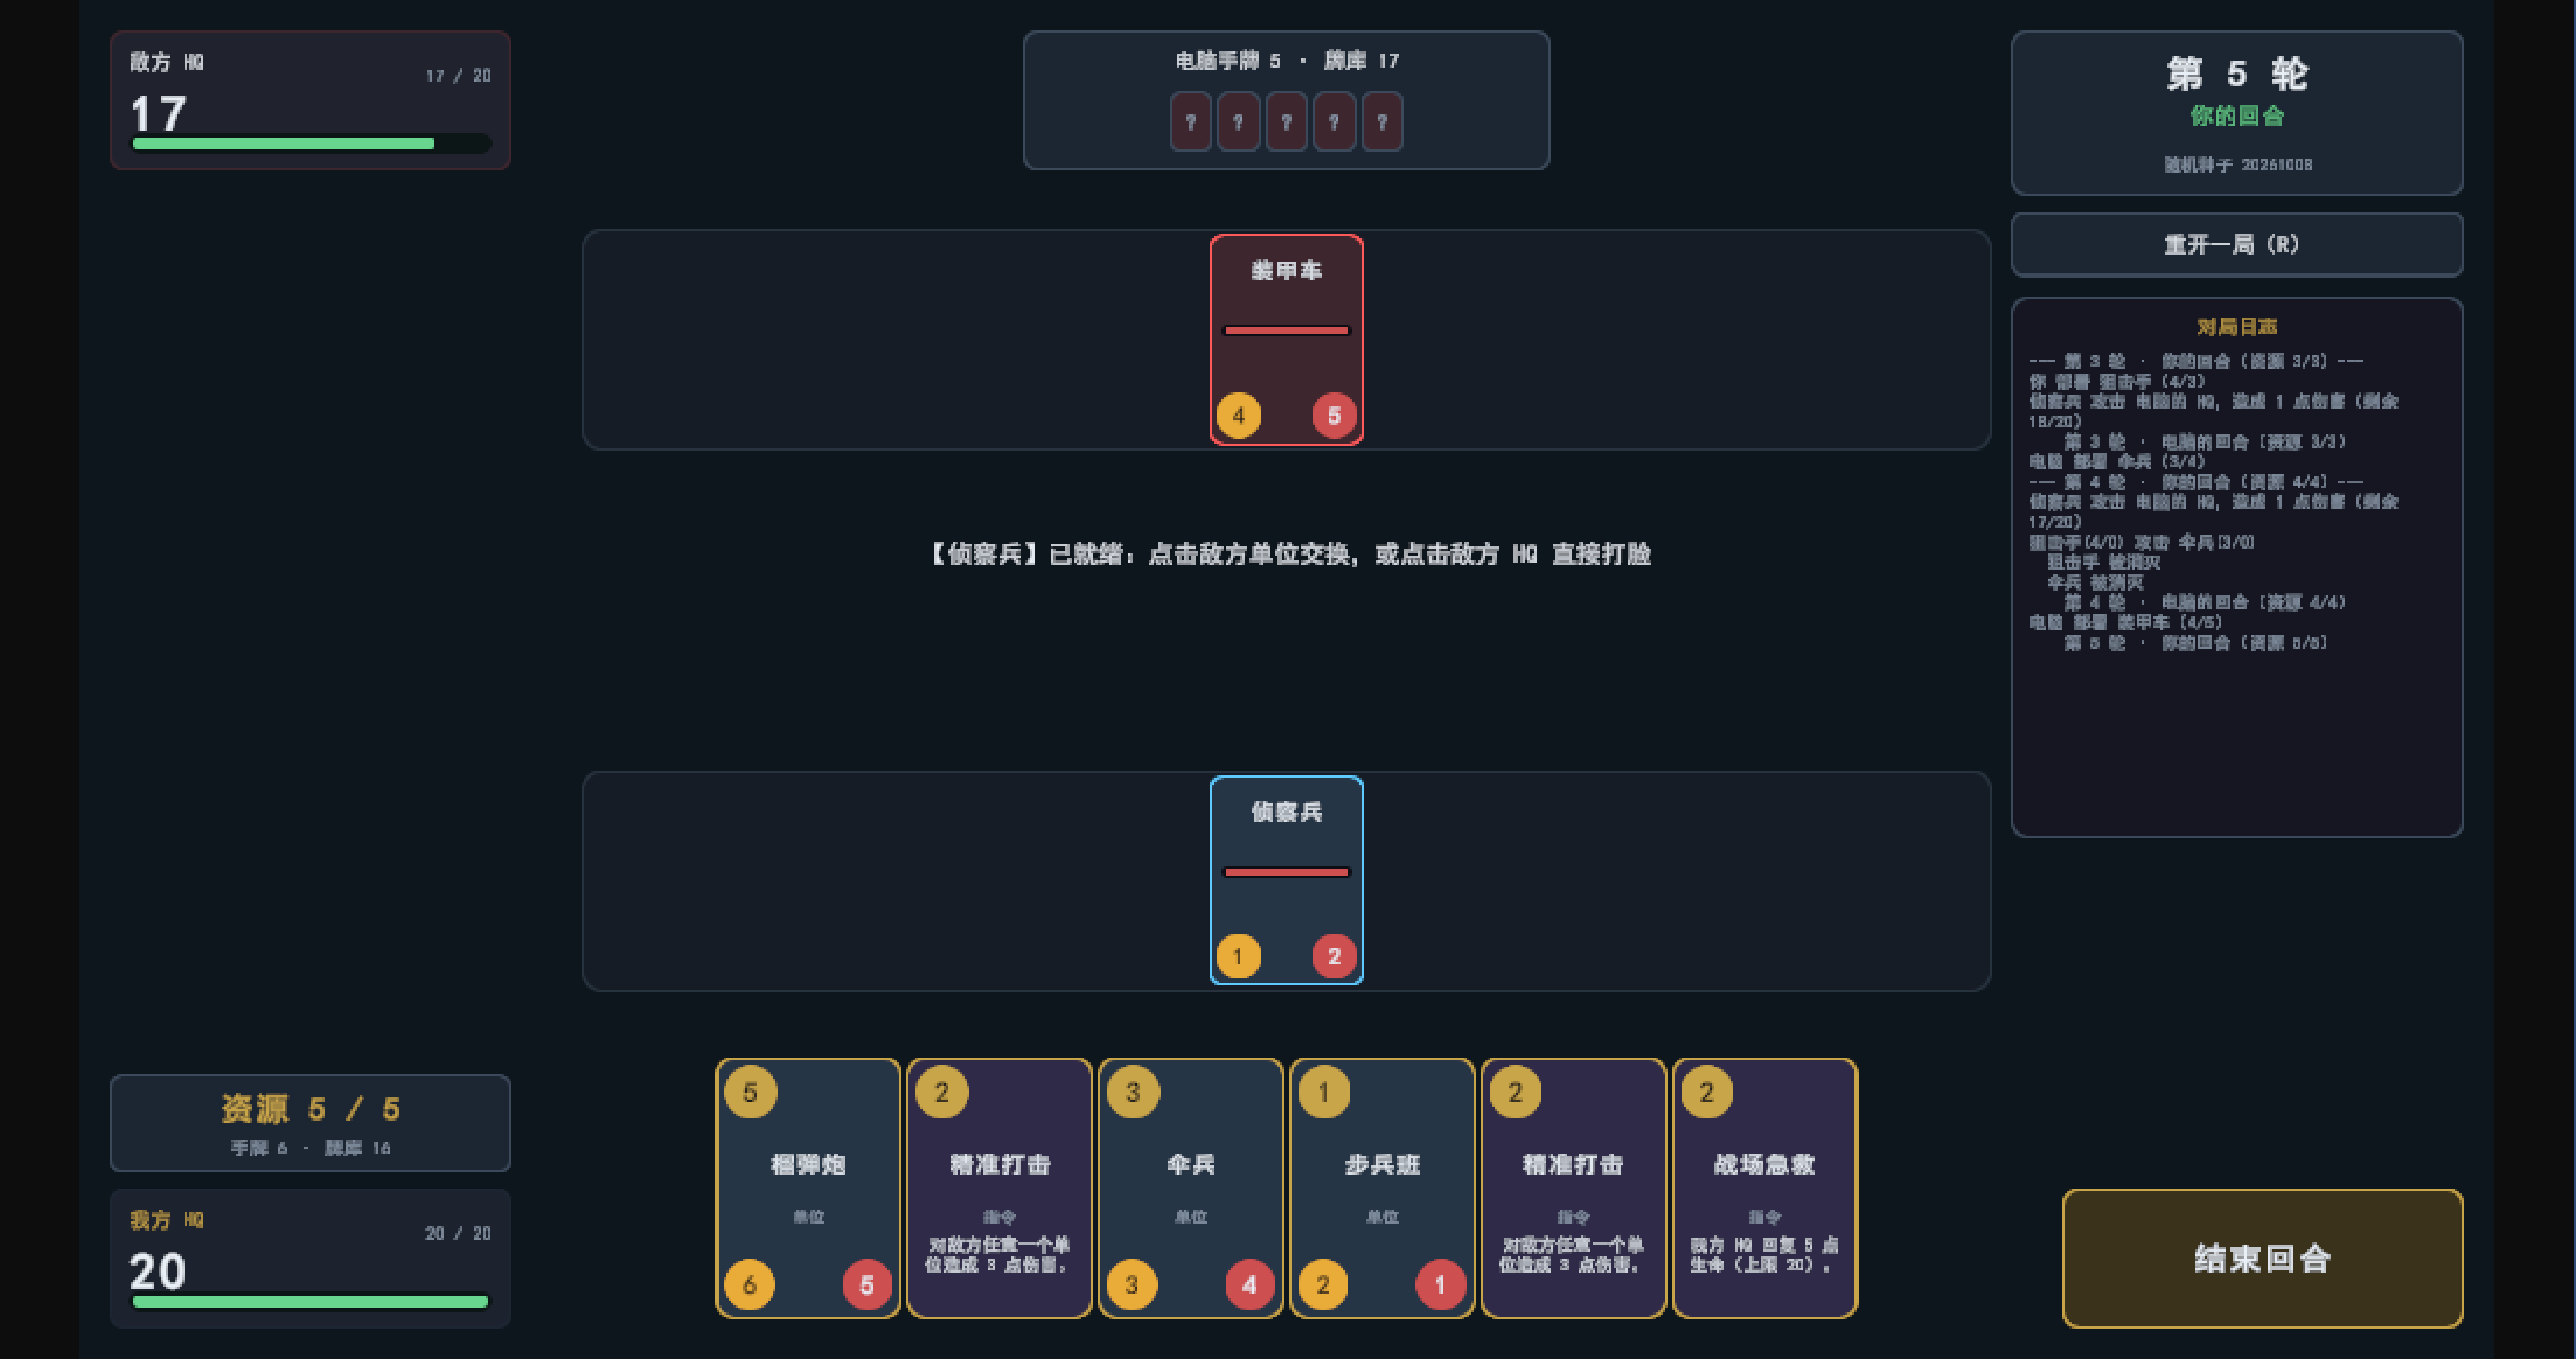 敌方 HQ
17 / 20
17
电脑手牌 5 · 牌库 17
? ? ? ? ?
第 5 轮
你的回合
随机种子 20261008
重开一局 (R)
装甲车
4 5
对局日志
—— 第 3 轮 · 你的回合 (资源 3/3) ——
你 部署 狙击手 (4/3)
侦察兵 攻击 电脑的 HQ, 造成 1 点伤害 (剩余
18/20)
第 3 轮 · 电脑的回合 (资源 3/3)
电脑 部署 伞兵 (3/4)
—— 第 4 轮 · 你的回合 (资源 4/4) ——
侦察兵 攻击 电脑的 HQ, 造成 1 点伤害 (剩余
17/20)
狙击手(4/0) 攻击 伞兵(3/0)
狙击手 被消灭
伞兵 被消灭
第 4 轮 · 电脑的回合 (资源 4/4)
电脑 部署 装甲车 (4/5)
第 5 轮 · 你的回合 (资源 5/5)
【侦察兵】已就绪: 点击敌方单位交换, 或点击敌方 HQ 直接打脸
侦察兵
1 2
资源 5 / 5
手牌 6 · 牌库 16
我方 HQ
20 / 20
20
5
榴弹炮
单位
6 5
2
精准打击
指令
对敌方任意一个单
位造成 3 点伤害。
3
伞兵
单位
3 4
1
步兵班
单位
2 1
2
精准打击
指令
对敌方任意一个单
位造成 3 点伤害。
2
战场急救
指令
我方 HQ 回复 5 点
生命 (上限 20) 。
结束回合